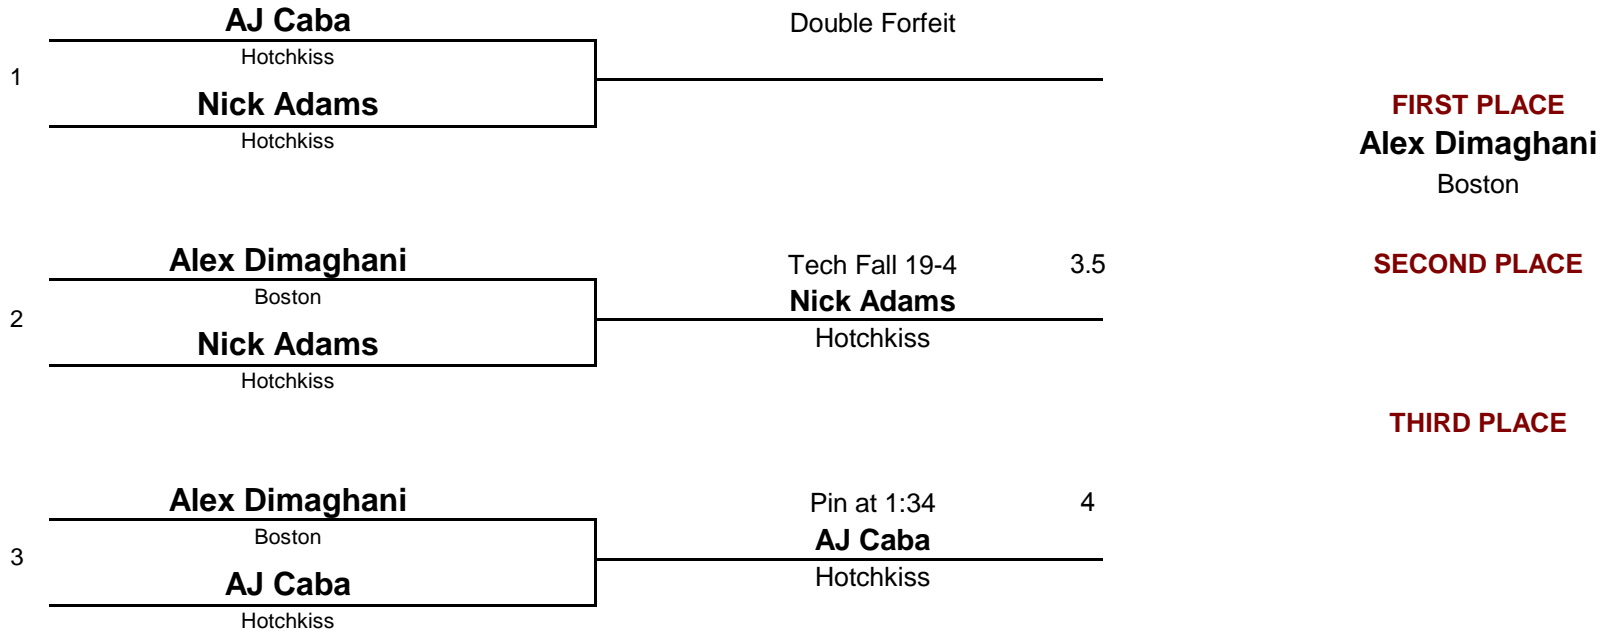 AJ Caba
Hotchkiss
1
Nick Adams
Hotchkiss
Double Forfeit
Alex Dimaghani
Boston
2
Nick Adams
Hotchkiss
Tech Fall 19-4 3.5
Nick Adams
Hotchkiss
Alex Dimaghani
Boston
3
AJ Caba
Hotchkiss
Pin at 1:34 4
AJ Caba
Hotchkiss
FIRST PLACE
Alex Dimaghani
Boston
SECOND PLACE
THIRD PLACE